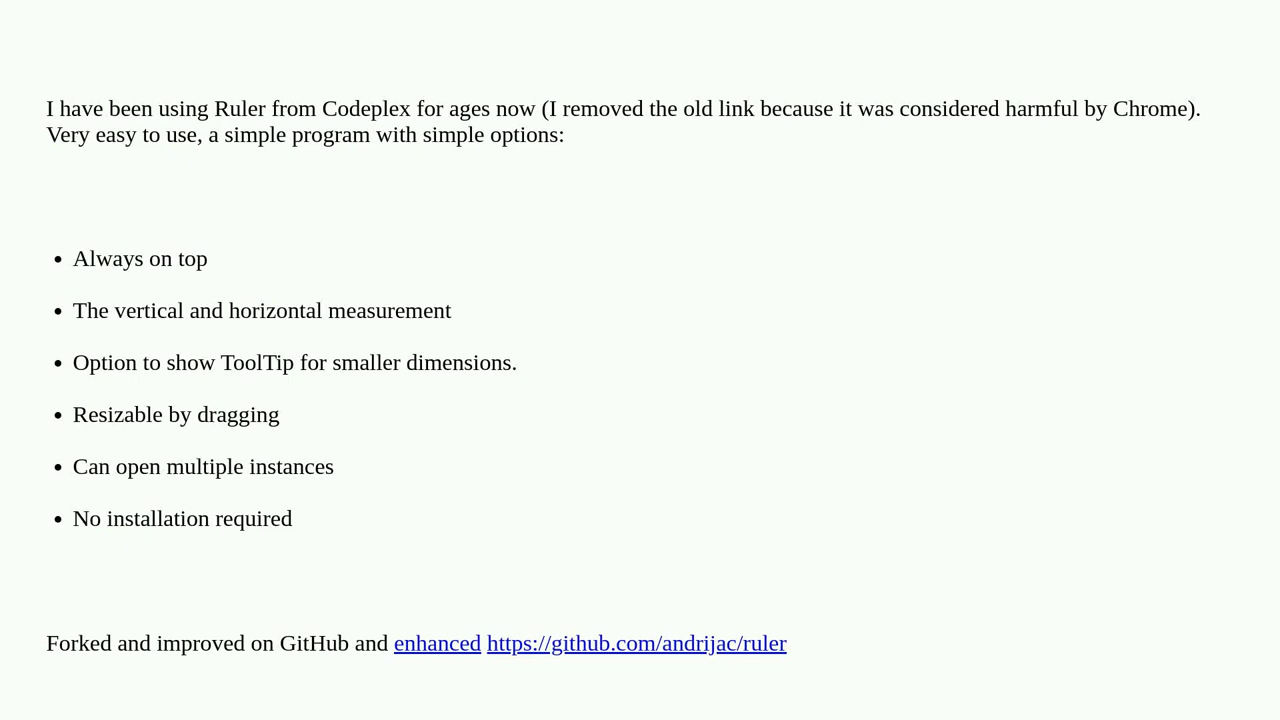 I have been using Ruler from Codeplex for ages now (I removed the old link because it was considered harmful by Chrome).
Very easy to use, a simple program with simple options:
• Always on top
• The vertical and horizontal measurement
• Option to show ToolTip for smaller dimensions.
• Resizable by dragging
• Can open multiple instances
• No installation required
Forked and improved on GitHub and enhanced https://github.com/andrijac/ruler